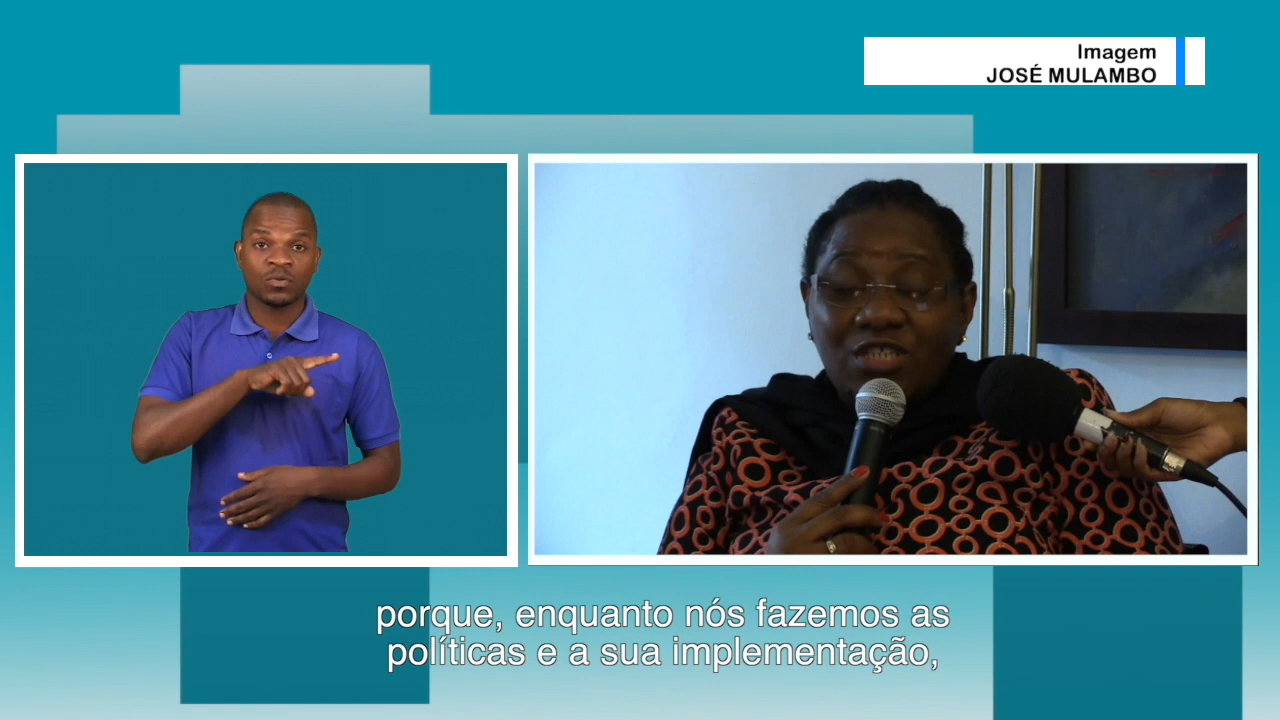 Imagem
JOSÉ MULAMBO
porque, enquanto nós fazemos as
políticas e a sua implementação,